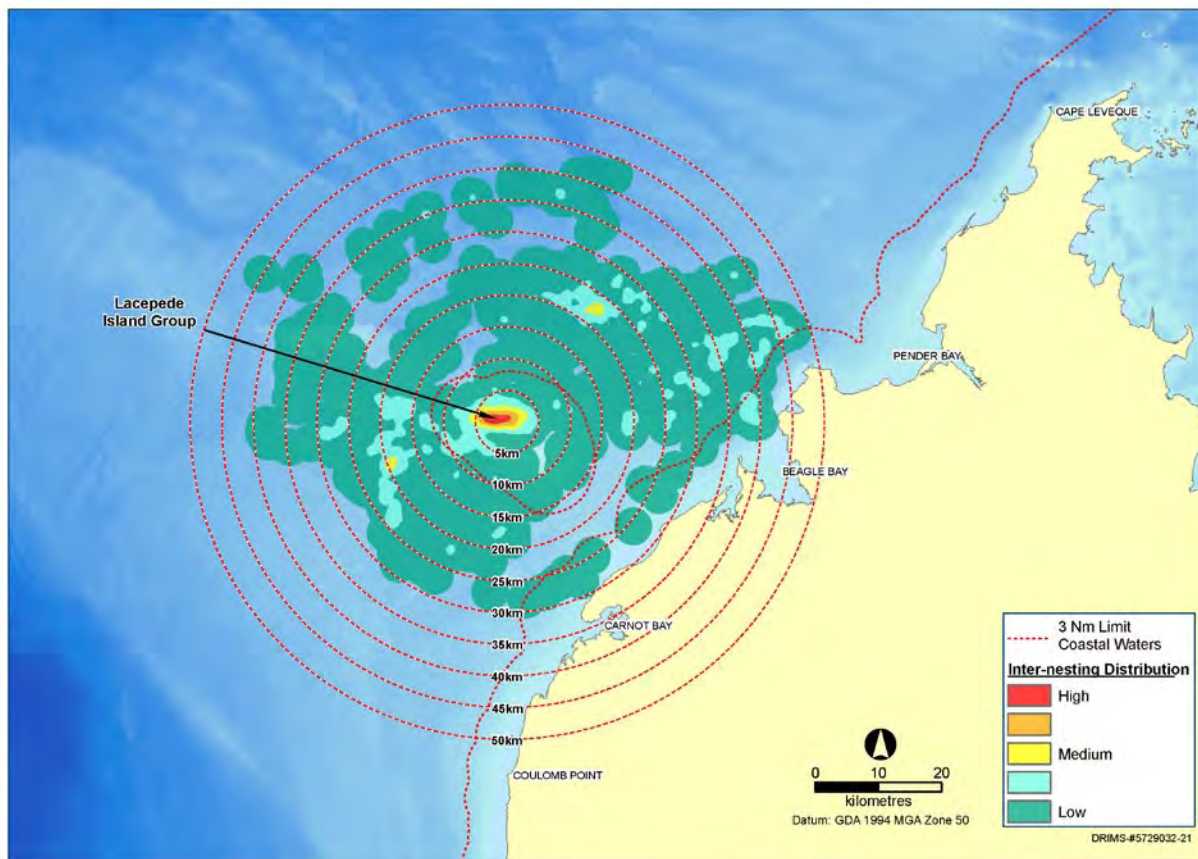 CAPE LEVEQUE
Lacepede
Island Group
PENDER BAY
BEAGLE BAY
5km
10km
15km
20km
25km
30km
CARNOT BAY
35km
40km
45km
50km
COULOMB POINT
3 Nm Limit
Coastal Waters
Inter-nesting Distribution
High
Medium
Low
0 10 20
kilometres
Datum: GDA 1994 MGA Zone 50
DRIMS-#5729032-21